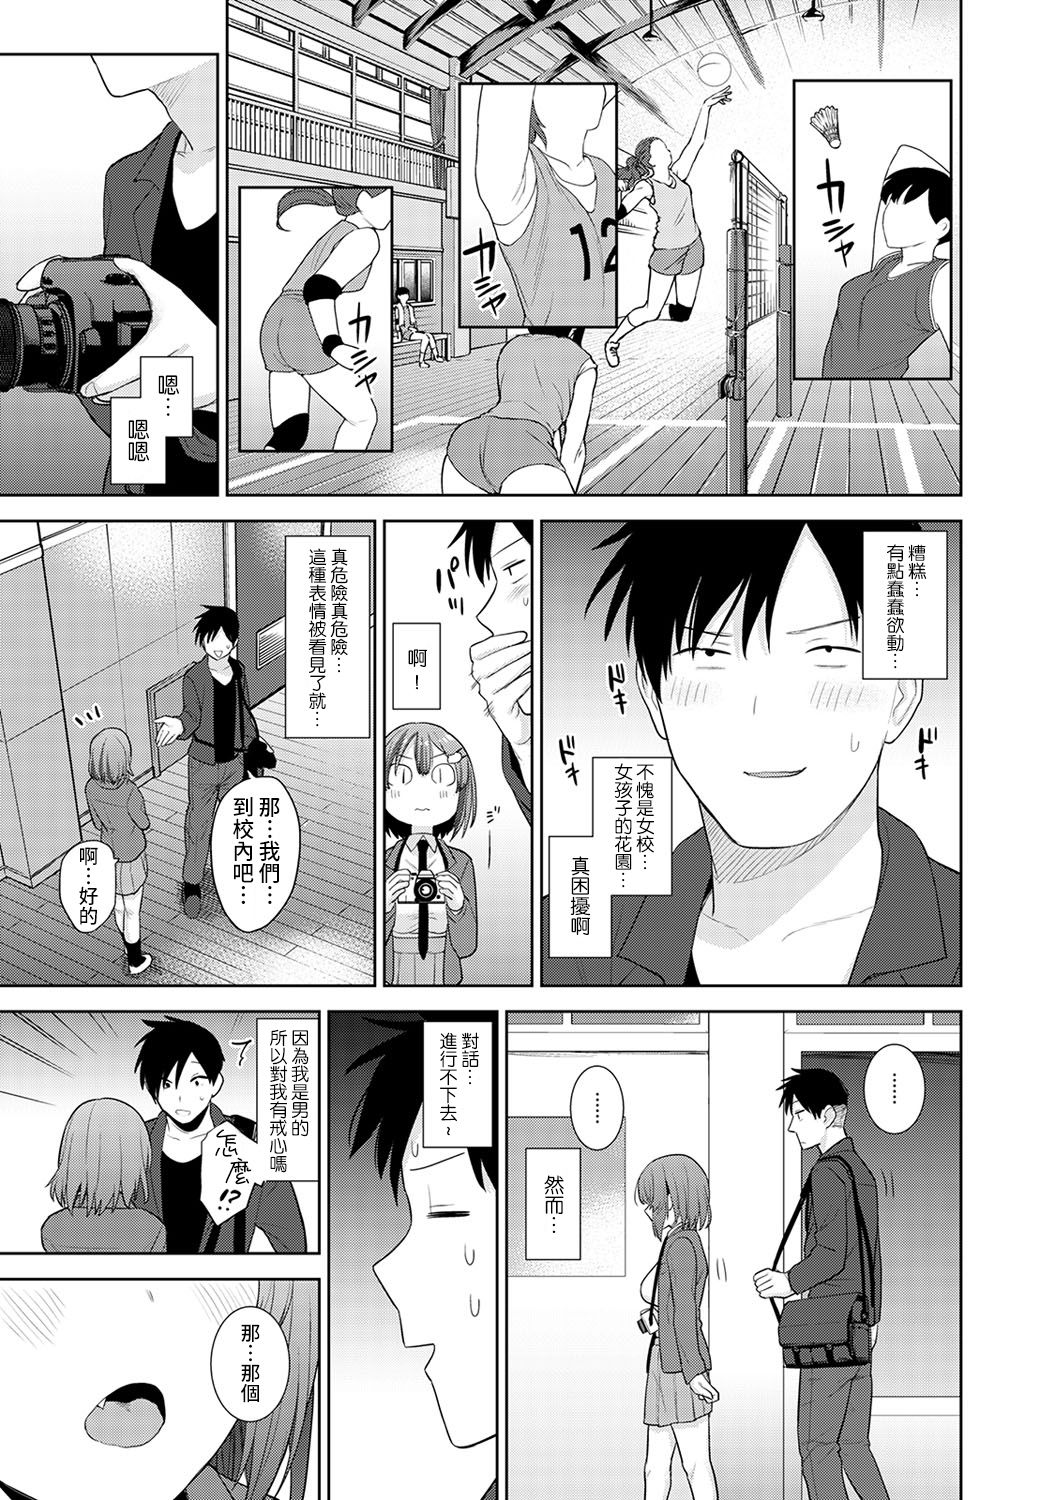 カシャ
カシャ
12
カシャ
嗯…
嗯嗯
糟糕…
有點蠢蠢欲動…
ドキ
ドキ
不愧是女校…
女孩子的花園…
真困擾啊
パッ
啊！
真危險真危險…
這種表情被看見了就…
那…我們…
到校內吧…
啊…好的
……
……
然而…
對話…
進行不下去~
因為我是男的
所以對我有戒心嗎
怎麼!?
那…那個